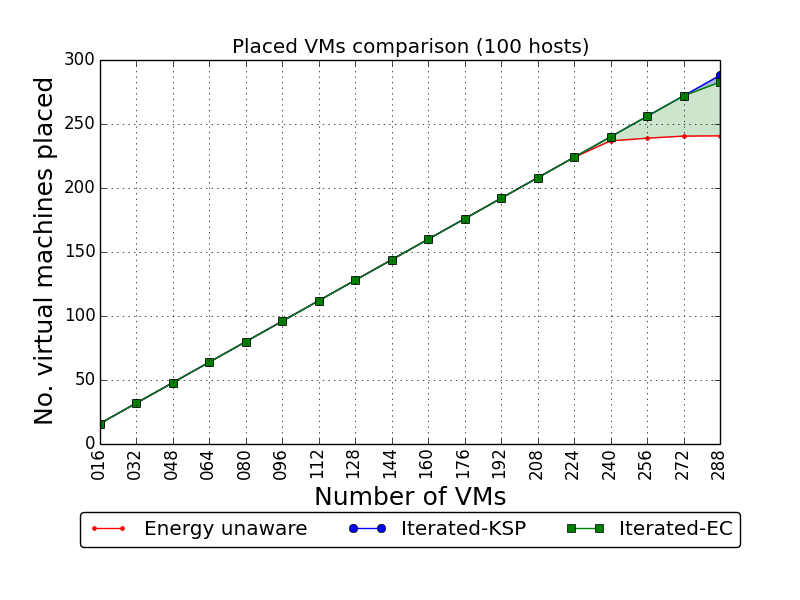 Placed VMs comparison (100 hosts)
No. virtual machines placed
300
250
200
150
100
50
0
016 032 048 064 080 096 112 128 144 160 176 192 208 224 240 256 272 288
Number of VMs
Energy unaware Iterated-KSP Iterated-EC